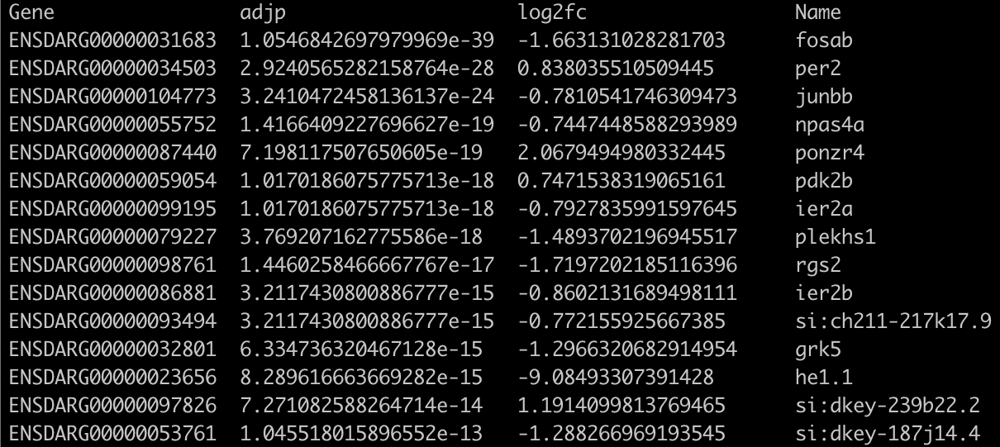 Gene adjp log2fc Name
ENSDARG00000031683 1.0546842697979969e-39 -1.663131028281703 fosab
ENSDARG00000034503 2.9240565282158764e-28 0.838035510509445 per2
ENSDARG00000104773 3.2410472458136137e-24 -0.7810541746309473 junbb
ENSDARG00000055752 1.4166409227696627e-19 -0.7447448588293989 npas4a
ENSDARG00000087440 7.198117507650605e-19 2.0679494980332445 ponzr4
ENSDARG00000059054 1.0170186075775713e-18 0.7471538319065161 pdk2b
ENSDARG00000099195 1.0170186075775713e-18 -0.7927835991597645 ier2a
ENSDARG00000079227 3.769207162775586e-18 -1.4893702196945517 plekhs1
ENSDARG00000098761 1.4460258466667767e-17 -1.7197202185116396 rgs2
ENSDARG00000086881 3.2117430800886777e-15 -0.8602131689498111 ier2b
ENSDARG00000093494 3.2117430800886777e-15 -0.772155925667385 si:ch211-217k17.9
ENSDARG00000032801 6.334736320467128e-15 -1.2966320682914954 grk5
ENSDARG00000023656 8.289616663669282e-15 -9.08493307391428 he1.1
ENSDARG00000097826 7.271082588264714e-14 1.1914099813769465 si:dkey-239b22.2
ENSDARG00000053761 1.045518015896552e-13 -1.288266969193545 si:dkey-187j14.4